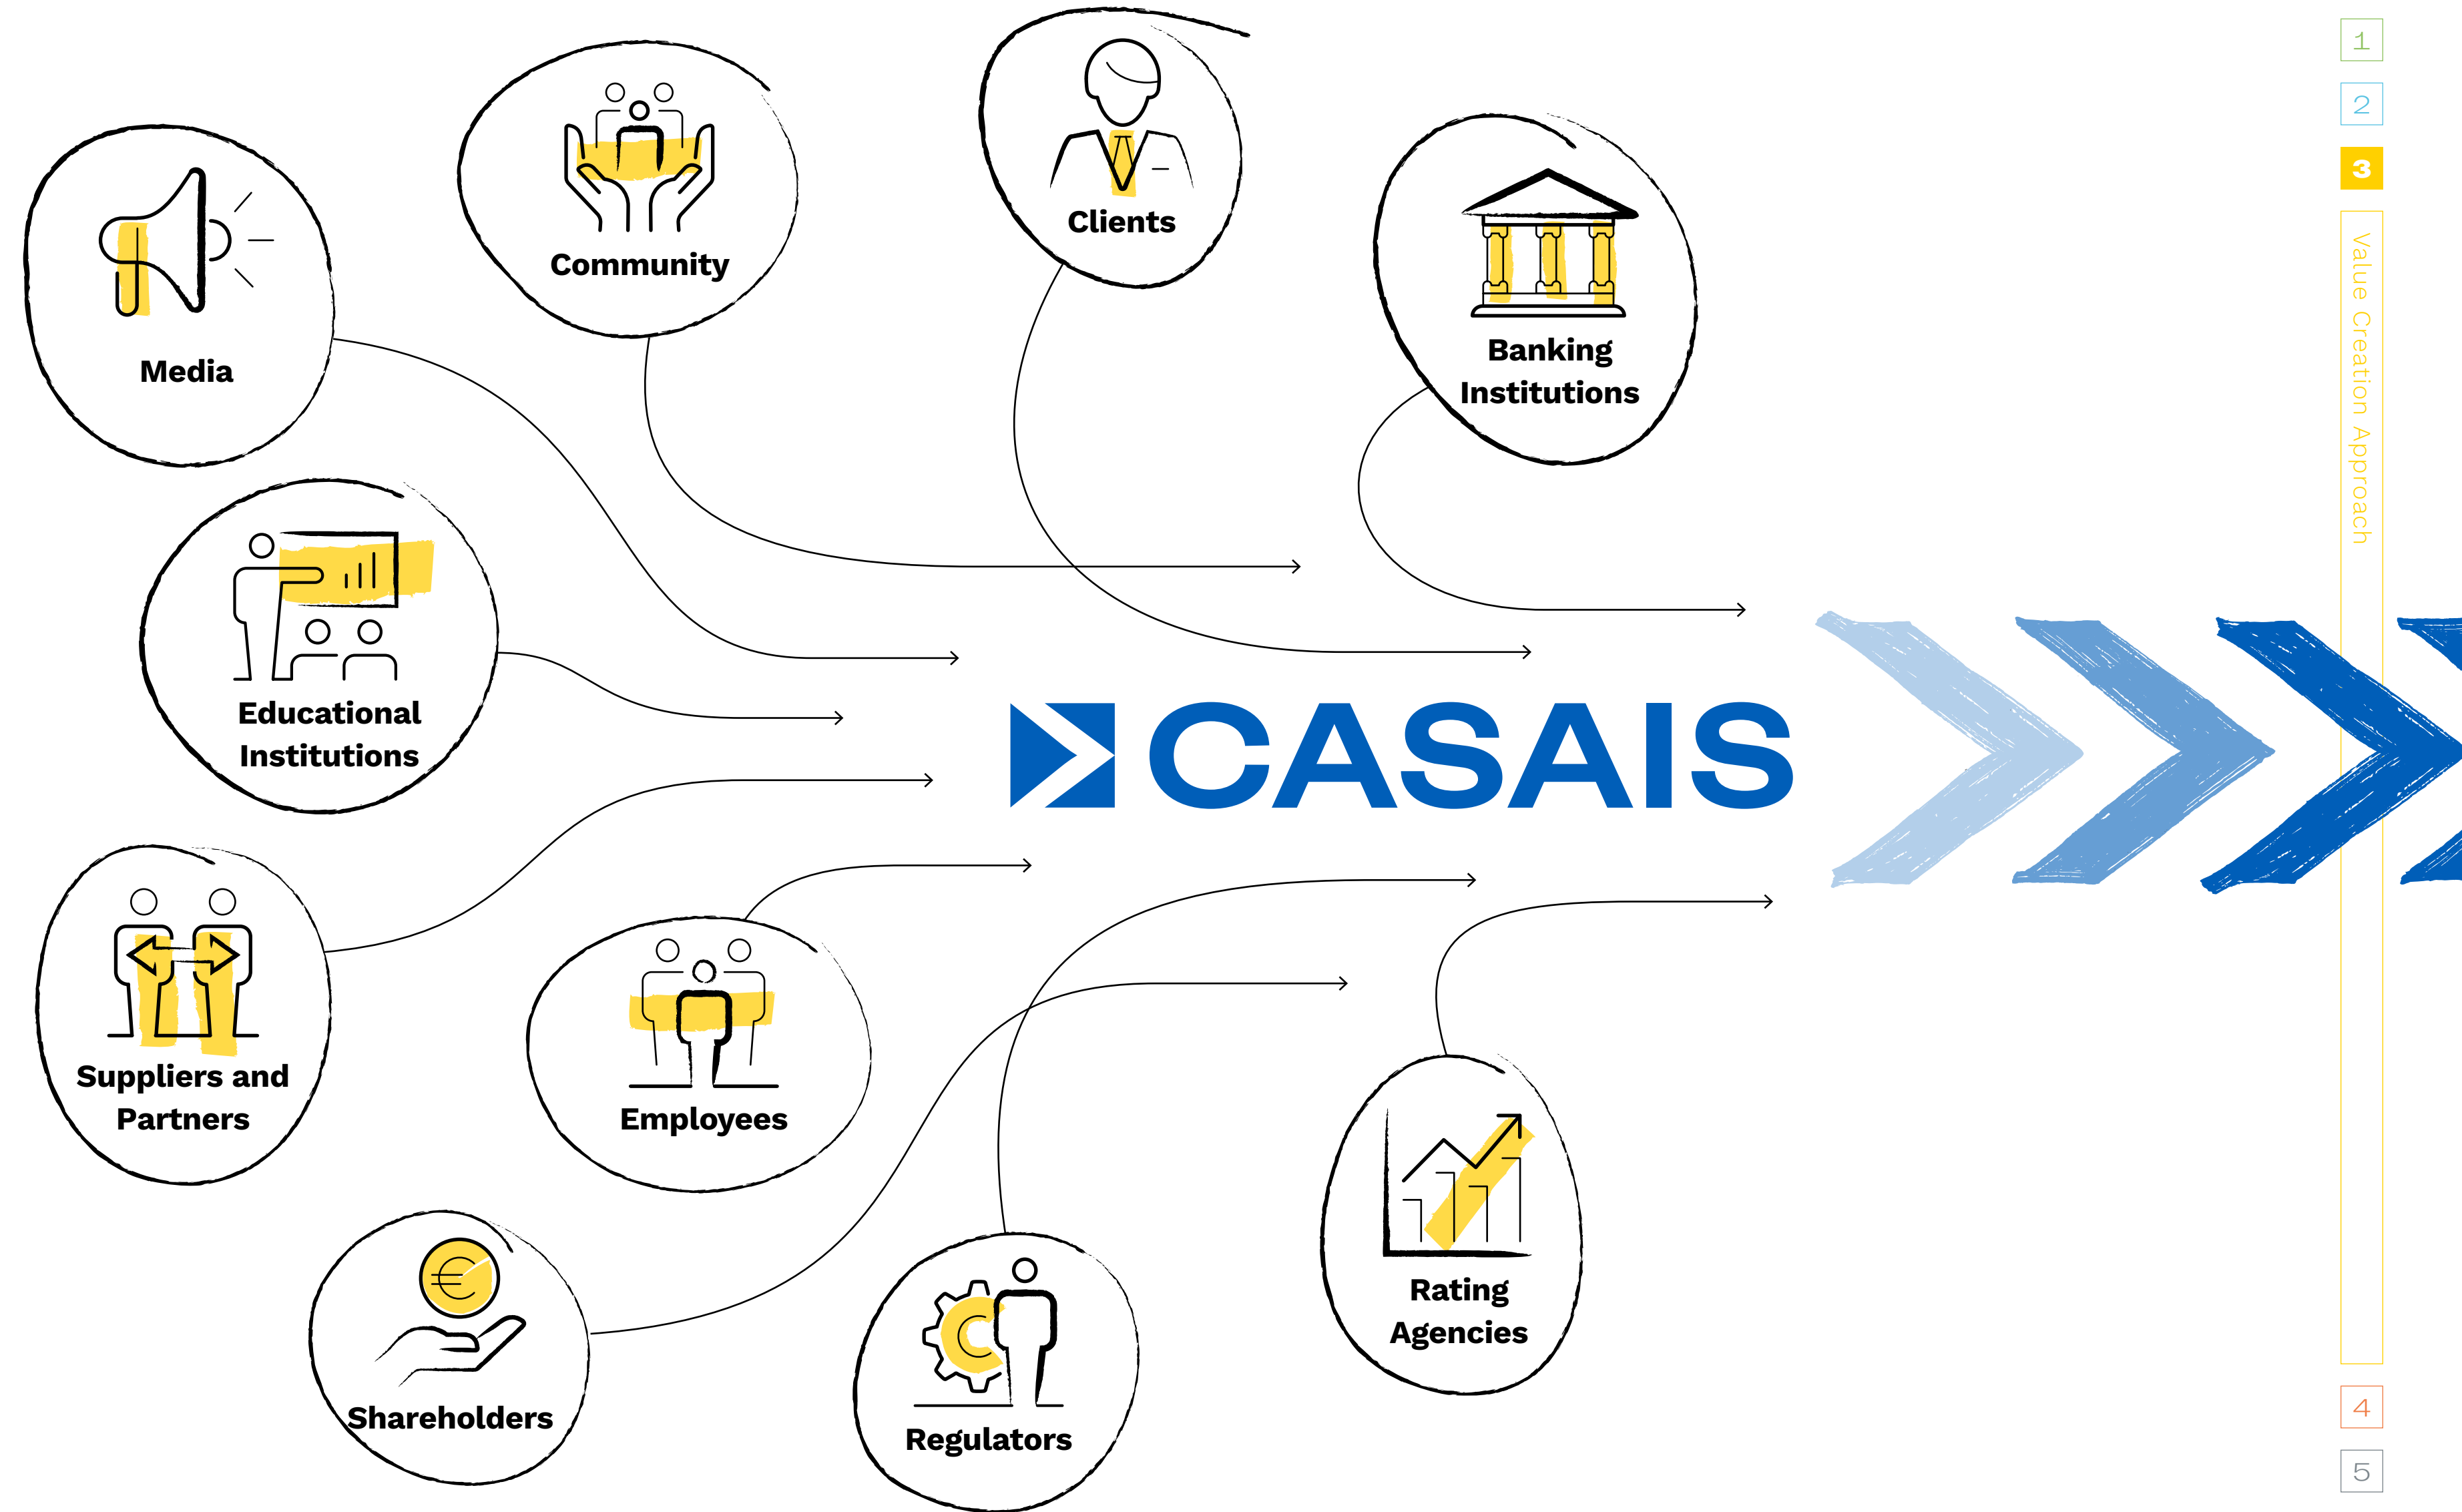 Media
Community
Clients
Banking
Institutions
Educational
Institutions
CASAIS
Suppliers and
Partners
Employees
Shareholders
Regulators
Rating
Agencies
1
2
3
Value Creation Approach
4
5